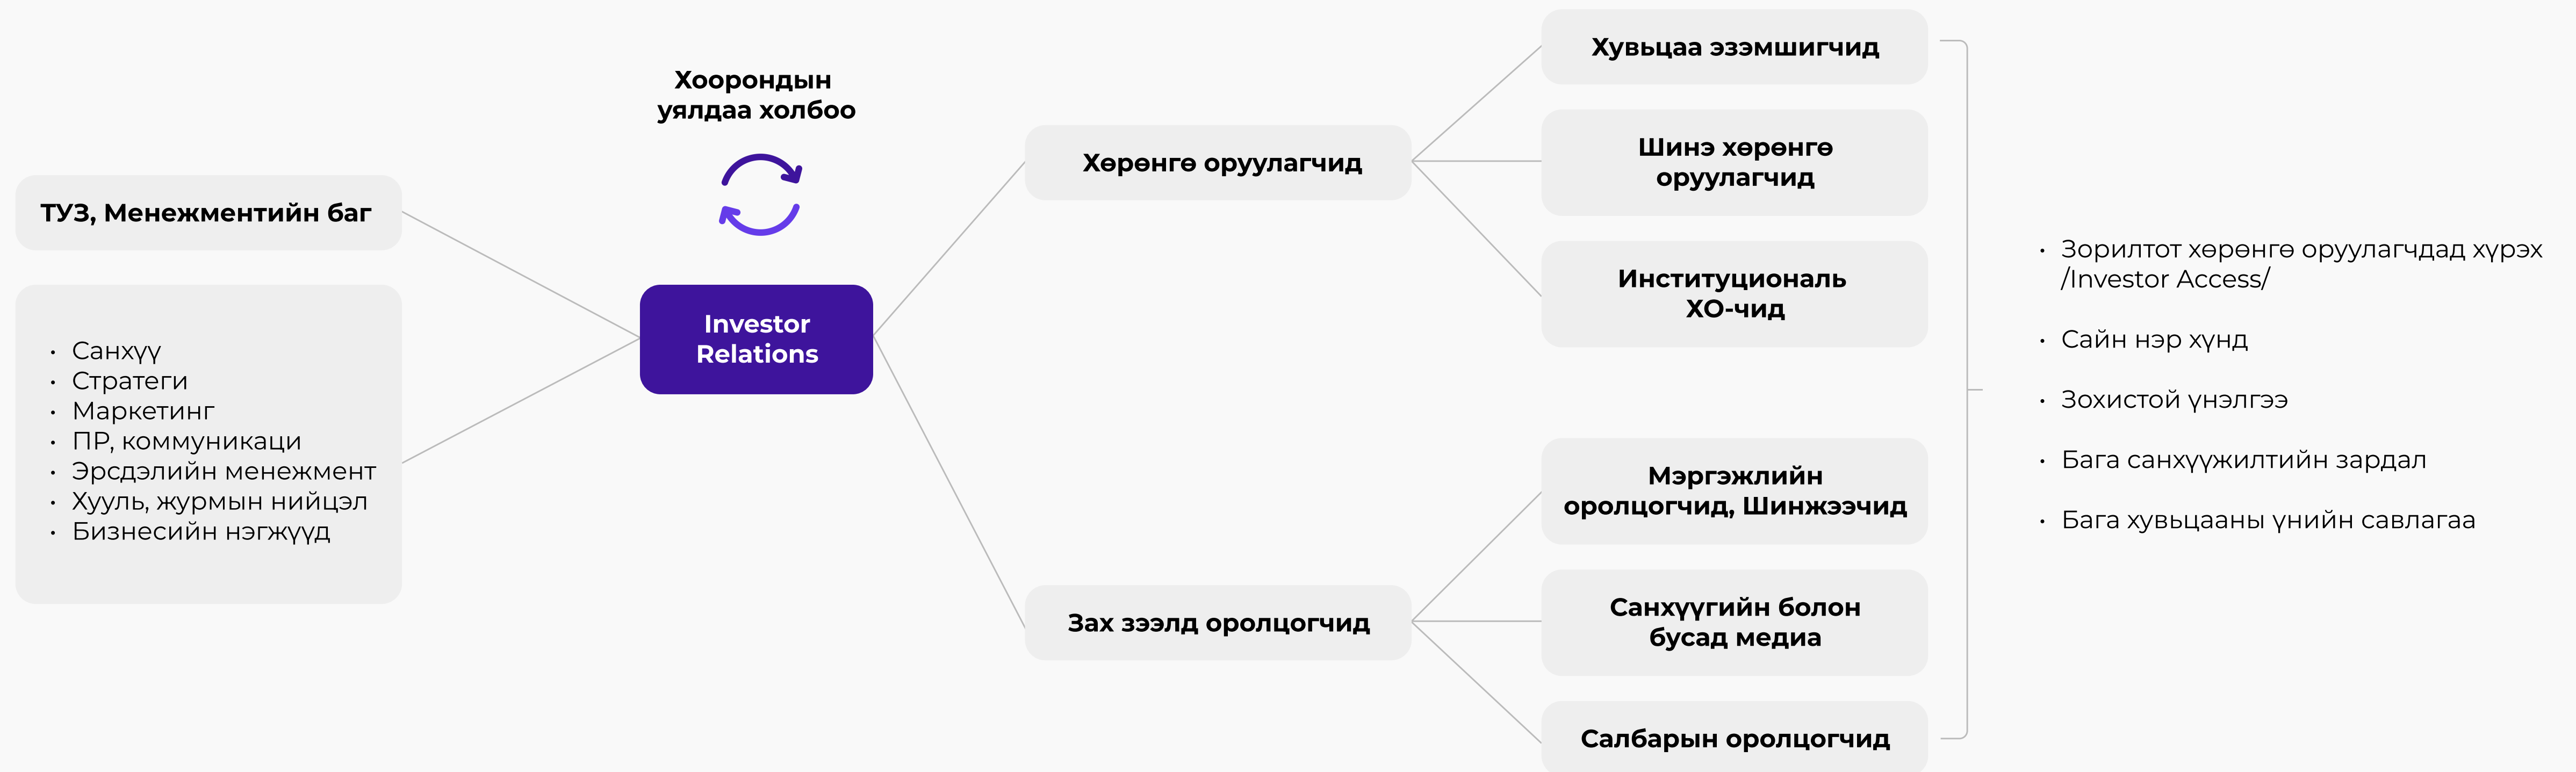 ТУЗ, Менежментийн баг
• Санхүү
• Стратеги
• Маркетинг
• ПР, коммуникаци
• Эрсдэлийн менежмент
• Хууль, журмын нийцэл
• Бизнесийн нэгжүүд
Хоорондын
уялдаа холбоо
Investor
Relations
Хөрөнгө оруулагчид
Зах зээлд оролцогчид
Хувьцаа эзэмшигчид
Шинэ хөрөнгө
оруулагчид
Институциональ
ХО-чид
Мэргэжлийн
оролцогчид, Шинжээчид
Санхүүгийн болон
бусад медиа
Салбарын оролцогчид
• Зорилтот хөрөнгө оруулагчдад хүрэх
/Investor Access/
• Сайн нэр хүнд
• Зохистой үнэлгээ
• Бага санхүүжилтийн зардал
• Бага хувьцааны үнийн савлагаа